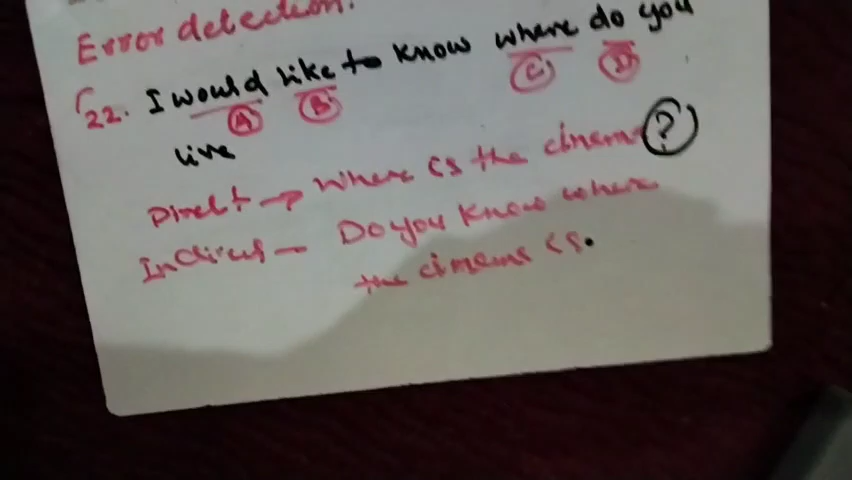 Error detection.
22. I would like to know where do you
A B C D
live
Direct → Where is the cinema ?
Indirect — Do you know where
the cinema is.